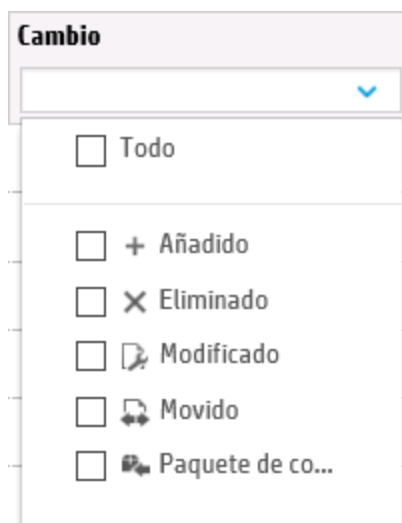 Cambio
Todo
Añadido
Eliminado
Modificado
Movido
Paquete de co...